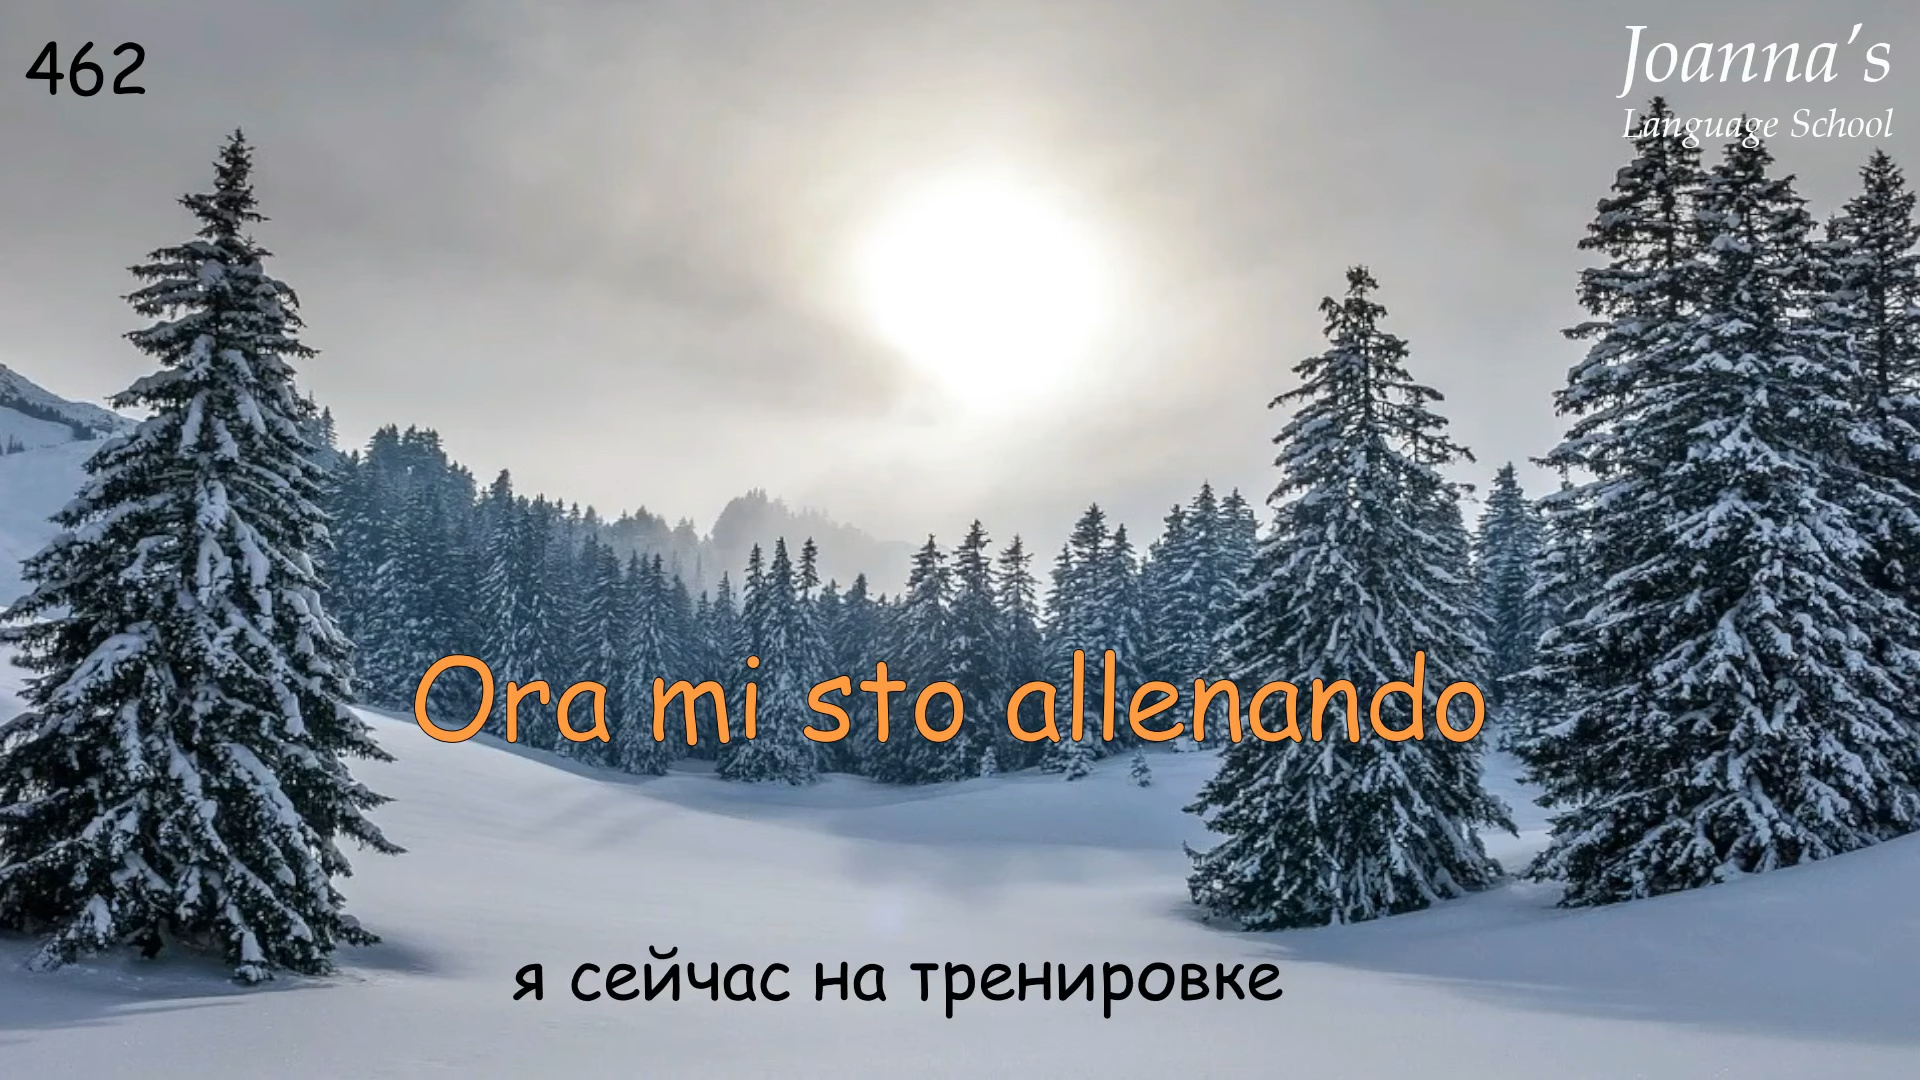 462
Joanna's
Language School
Ora mi sto allenando
я сейчас на тренировке